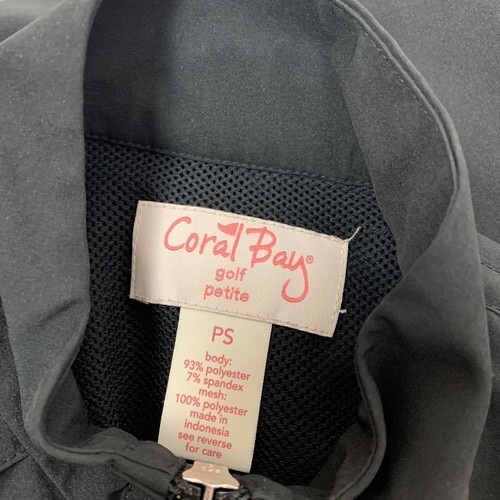 Coral Bay®
golf
petite
PS
body:
93% polyester
7% spandex
mesh:
100% polyester
made in
indonesia
see reverse
for care